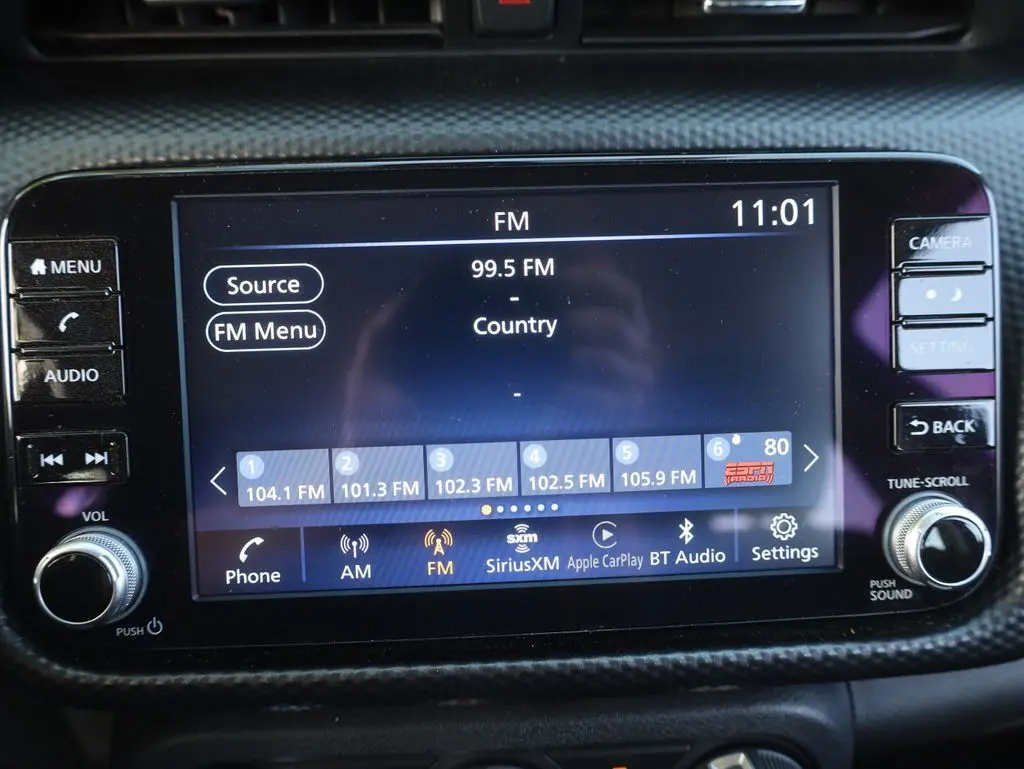 FM
11:01
99.5 FM
-
Source
FM Menu
Country
-
1 104.1 FM
2 101.3 FM
3 102.3 FM
4 102.5 FM
5 105.9 FM
6 80
ESPN
RADIO
Phone
AM
FM
sxm
SiriusXM
Apple CarPlay
BT Audio
Settings
MENU
AUDIO
VOL
PUSH
CAMERA
SETTING
BACK
TUNE-SCROLL
PUSH
SOUND